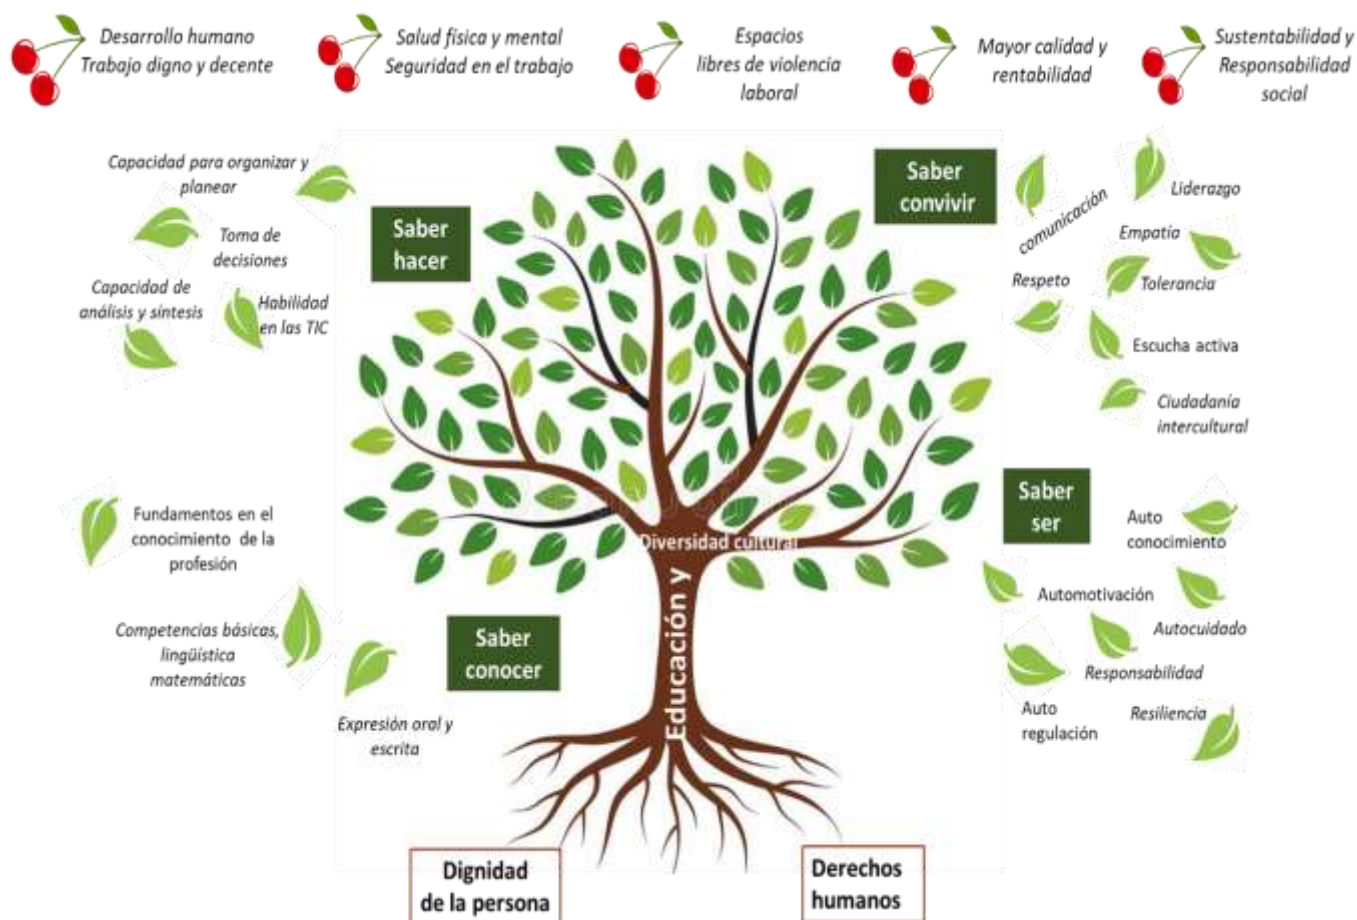 Desarrollo humano
Trabajo digno y decente
Salud física y mental
Seguridad en el trabajo
Espacios
libres de violencia
laboral
Mayor calidad y
rentabilidad
Sustentabilidad y
Responsabilidad
social
Capacidad para organizar y
planear
Toma de
decisiones
Capacidad de
análisis y síntesis
Habilidad
en las TIC
Saber
hacer
Saber
convivir
comunicación
Liderazgo
Empatía
Respeto
Tolerancia
Escucha activa
Ciudadanía
intercultural
Fundamentos en el
conocimiento de la
profesión
Competencias básicas,
lingüística
matemáticas
Expresión oral y
escrita
Saber
conocer
Saber
ser
Auto
conocimiento
Automotivación
Autocuidado
Responsabilidad
Auto
regulación
Resiliencia
Educación y
Diversidad cultural
Dignidad
de la persona
Derechos
humanos